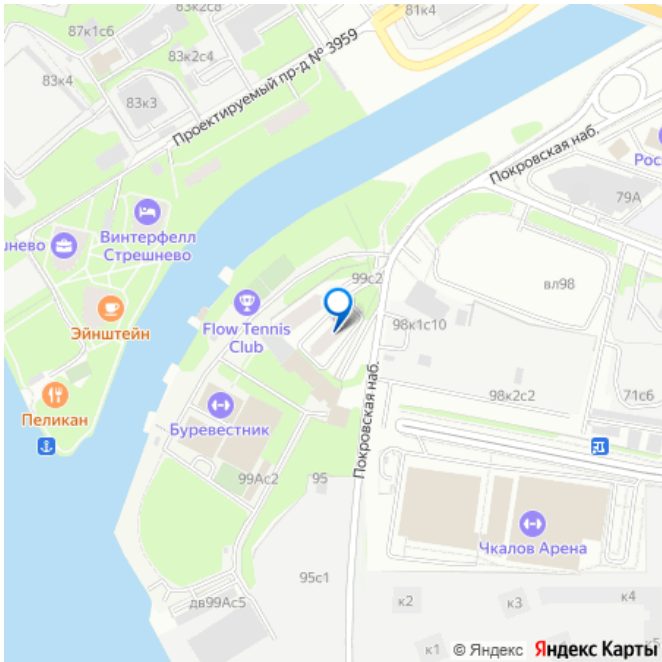 83к2с8
81к4
87к1с6
83к2с4
83к4
83к3
Проектируемый пр-д № 3959
Покровская наб.
Рос
79А
Винтерфелл
Стрешнево
шнево
99с2
вл98
Эйнштейн
Flow Tennis
Club
98к1с10
Покровская наб.
98к2с2
71с6
Пеликан
Буревестник
99Ас2
95
Чкалов Арена
95с1
дв99Ас5
к2
к3
к4
к1
к5
© Яндекс Яндекс Карты